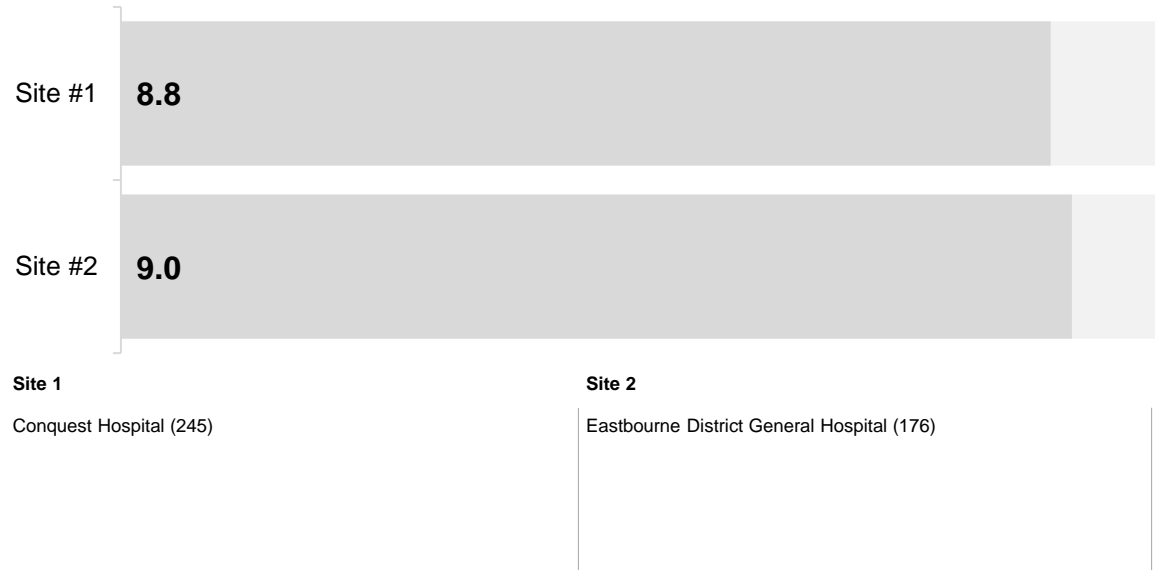 Site #1 8.8
Site #2 9.0
Site 1
Site 2
Conquest Hospital (245)
Eastbourne District General Hospital (176)